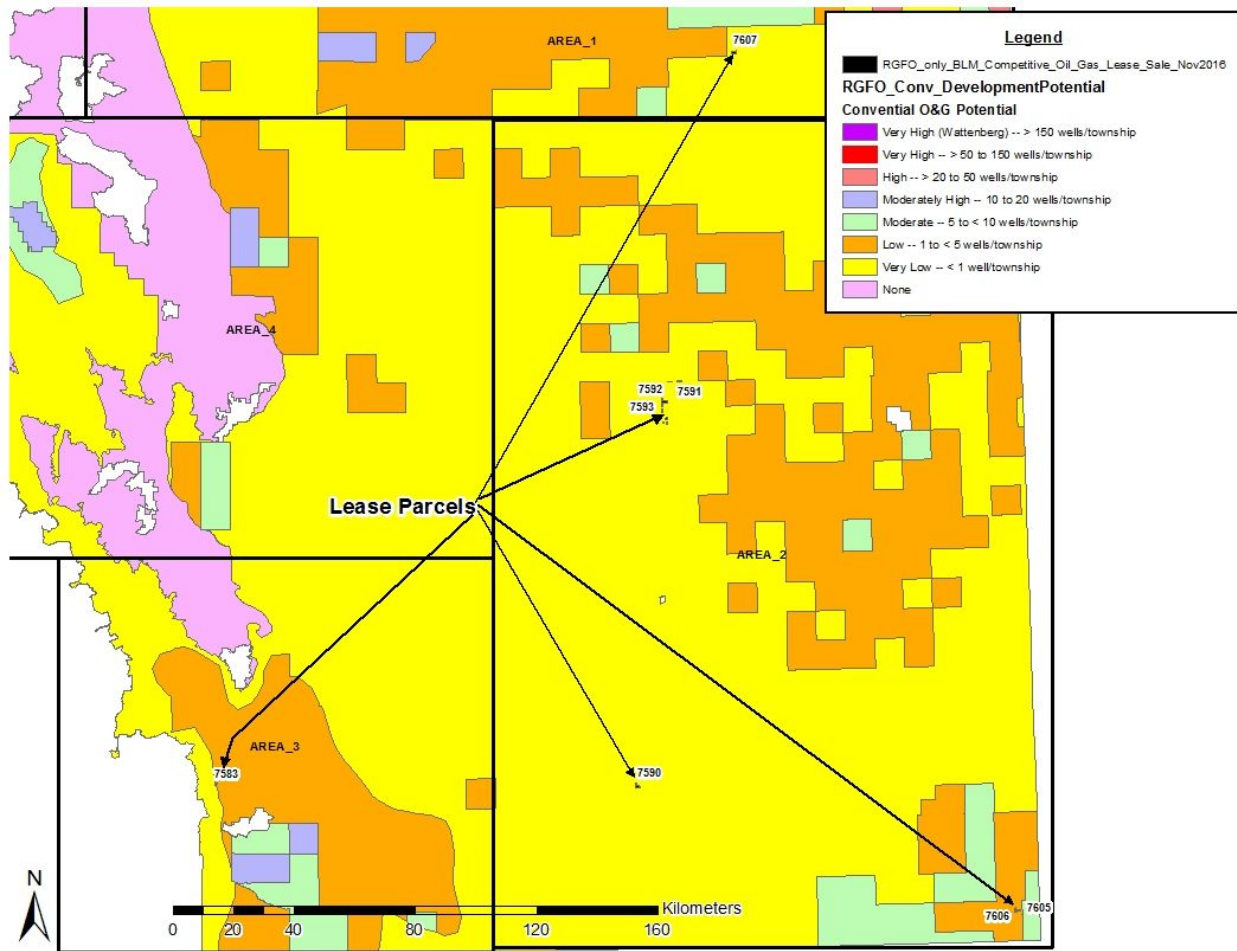 Legend
RGFO_only_BLM_Competitive_Oil_Gas_Lease_Sale_Nov2016
RGFO_Conv_DevelopmentPotential
Convential O&G Potential
Very High (Wattenberg) -- > 150 wells/township
Very High -- > 50 to 150 wells/township
High -- > 20 to 50 wells/township
Moderately High -- 10 to 20 wells/township
Moderate -- 5 to < 10 wells/township
Low -- 1 to < 5 wells/township
Very Low -- < 1 well/township
None
AREA_1
7607
AREA_4
7592
7591
7593
Lease Parcels
AREA_2
AREA_3
7583
7590
7605
7606
N
Kilometers
0 20 40 80 120 160